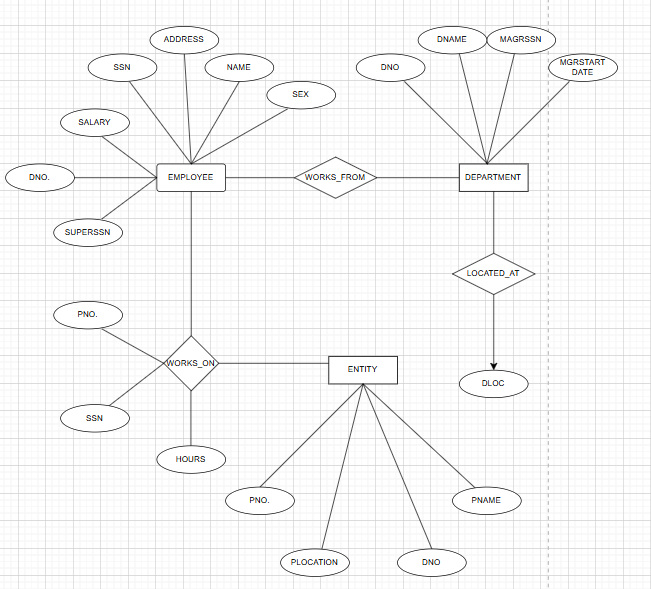 ADDRESS
DNAME
MAGRSSN
SSN
NAME
DNO
MGRSTART
DATE
SEX
SALARY
DNO.
EMPLOYEE
WORKS_FROM
DEPARTMENT
SUPERSSN
LOCATED_AT
PNO.
WORKS_ON
ENTITY
DLOC
SSN
HOURS
PNO.
PNAME
PLOCATION
DNO